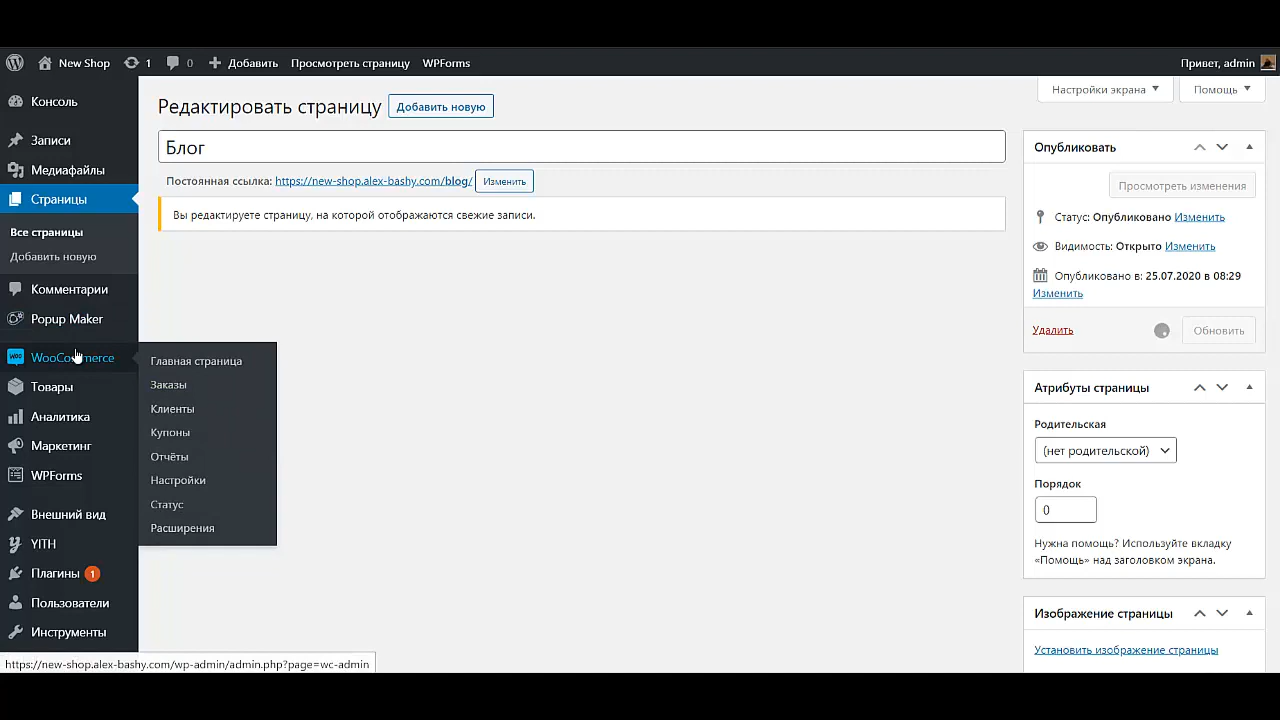 New Shop
1
0
Добавить
Просмотреть страницу
WPForms
Привет, admin
Консоль
Записи
Медиафайлы
Страницы
Все страницы
Добавить новую
Комментарии
Popup Maker
WooCommerce
Товары
Аналитика
Маркетинг
WPForms
Внешний вид
YITH
Плагины 1
Пользователи
Инструменты
Главная страница
Заказы
Клиенты
Купоны
Отчёты
Настройки
Статус
Расширения
Настройки экрана
Помощь
Редактировать страницу
Добавить новую
Блог
Постоянная ссылка: https://new-shop.alex-bashy.com/blog/ Изменить
Вы редактируете страницу, на которой отображаются свежие записи.
Опубликовать
Просмотреть изменения
Статус: Опубликовано Изменить
Видимость: Открыто Изменить
Опубликовано в: 25.07.2020 в 08:29
Изменить
Удалить
Обновить
Атрибуты страницы
Родительская
(нет родительской)
Порядок
0
Нужна помощь? Используйте вкладку
«Помощь» над заголовком экрана.
Изображение страницы
Установить изображение страницы
https://new-shop.alex-bashy.com/wp-admin/admin.php?page=wc-admin